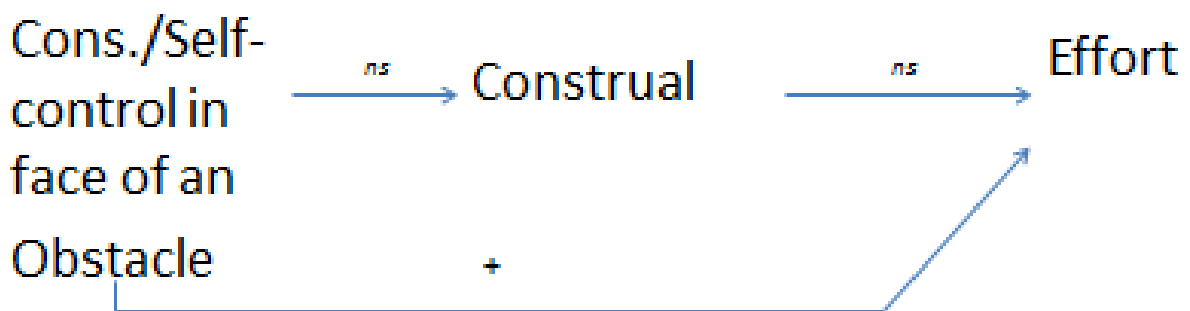 Cons./Self-
control in
face of an
Obstacle
ns
Construal
ns
Effort
+